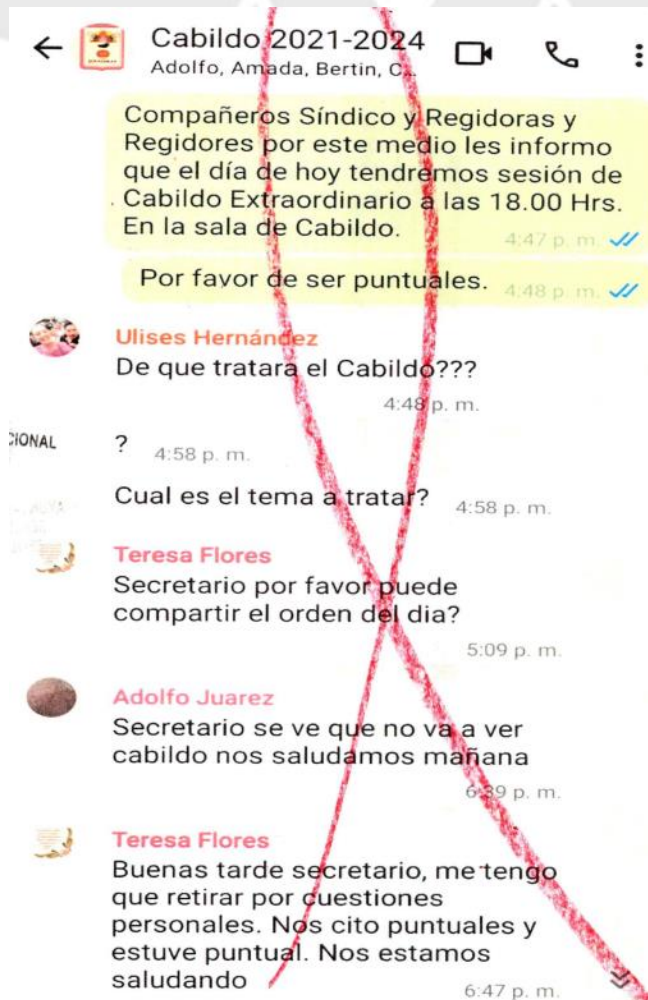 Cabildo 2021-2024
Adolfo, Amada, Bertin, C...
Compañeros Síndico y Regidoras y
Regidores por este medio les informo
que el día de hoy tendremos sesión de
Cabildo Extraordinario a las 18.00 Hrs.
En la sala de Cabildo.
4:47 p. m.
Por favor de ser puntuales.
4:48 p. m.
Ulises Hernández
De que tratara el Cabildo???
4:48 p. m.
CIONAL
?
4:58 p. m.
Cual es el tema a tratar?
4:58 p. m.
Teresa Flores
Secretario por favor puede
compartir el orden del dia?
5:09 p. m.
Adolfo Juarez
Secretario se ve que no va a ver
cabildo nos saludamos mañana
6:39 p. m.
Teresa Flores
Buenas tarde secretario, me tengo
que retirar por cuestiones
personales. Nos cito puntuales y
estuve puntual. Nos estamos
saludando
6:47 p. m.